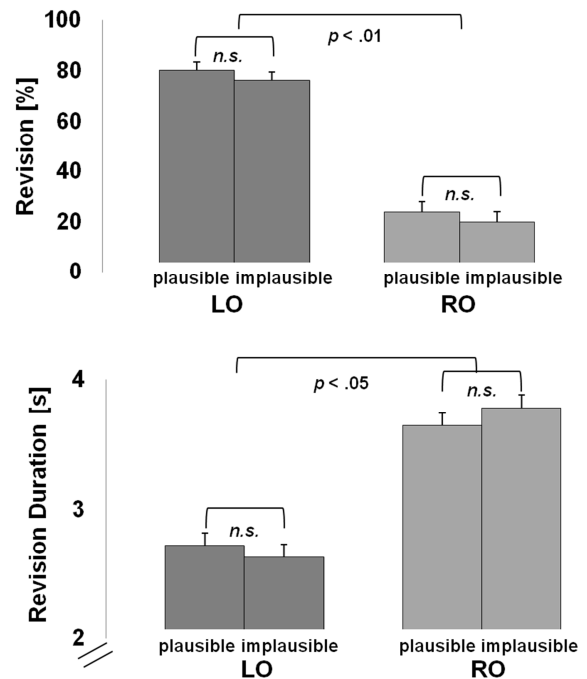 100
p < .01
n.s.
80
60
40
n.s.
20
0
Revision [%]
plausible implausible
plausible implausible
LO
RO
4
p < .05
n.s.
3
n.s.
2
Revision Duration [s]
plausible implausible
plausible implausible
LO
RO